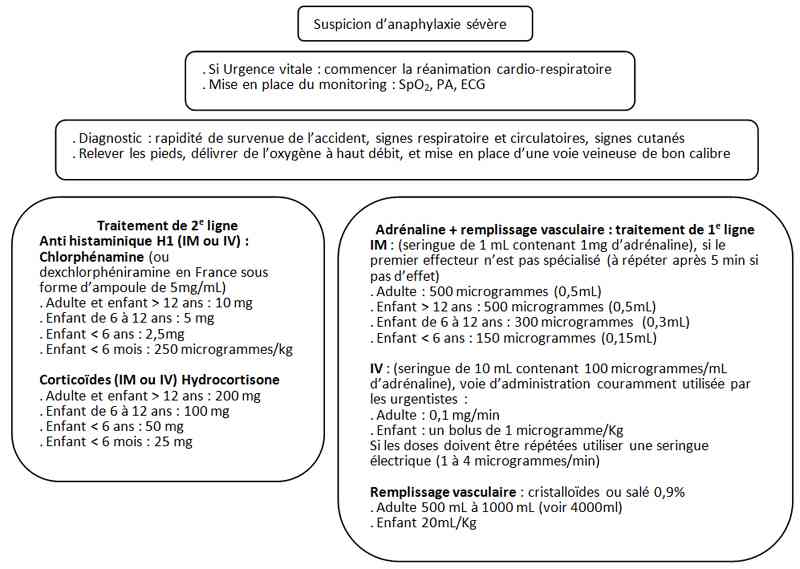 Suspicion d'anaphylaxie sévère
. Si Urgence vitale : commencer la réanimation cardio-respiratoire
. Mise en place du monitoring : SpO₂, PA, ECG
. Diagnostic : rapidité de survenue de l'accident, signes respiratoire et circulatoires, signes cutanés
. Relever les pieds, délivrer de l'oxygène à haut débit, et mise en place d'une voie veineuse de bon calibre
Traitement de 2ᵉ ligne
Anti histaminique H1 (IM ou IV) :
Chlorphénamine (ou
dexchlorphéniramine en France sous
forme d'ampoule de 5mg/mL)
. Adulte et enfant > 12 ans : 10 mg
. Enfant de 6 à 12 ans : 5 mg
. Enfant < 6 ans : 2,5mg
. Enfant < 6 mois : 250 microgrammes/kg
Corticoïdes (IM ou IV) Hydrocortisone
. Adulte et enfant > 12 ans : 200 mg
. Enfant de 6 à 12 ans : 100 mg
. Enfant < 6 ans : 50 mg
. Enfant < 6 mois : 25 mg
Adrénaline + remplissage vasculaire : traitement de 1ᵉ ligne
IM : (seringue de 1 mL contenant 1mg d'adrénaline), si le
premier effecteur n'est pas spécialisé (à répéter après 5 min si
pas d'effet)
. Adulte : 500 microgrammes (0,5mL)
. Enfant > 12 ans : 500 microgrammes (0,5mL)
. Enfant de 6 à 12 ans : 300 microgrammes (0,3mL)
. Enfant < 6 ans : 150 microgrammes (0,15mL)
IV : (seringue de 10 mL contenant 100 microgrammes/mL
d'adrénaline), voie d'administration couramment utilisée par
les urgentistes :
. Adulte : 0,1 mg/min
. Enfant : un bolus de 1 microgramme/Kg
Si les doses doivent être répétées utiliser une seringue
électrique (1 à 4 microgrammes/min)
Remplissage vasculaire : cristalloïdes ou salé 0,9%
. Adulte 500 mL à 1000 mL (voir 4000ml)
. Enfant 20mL/Kg